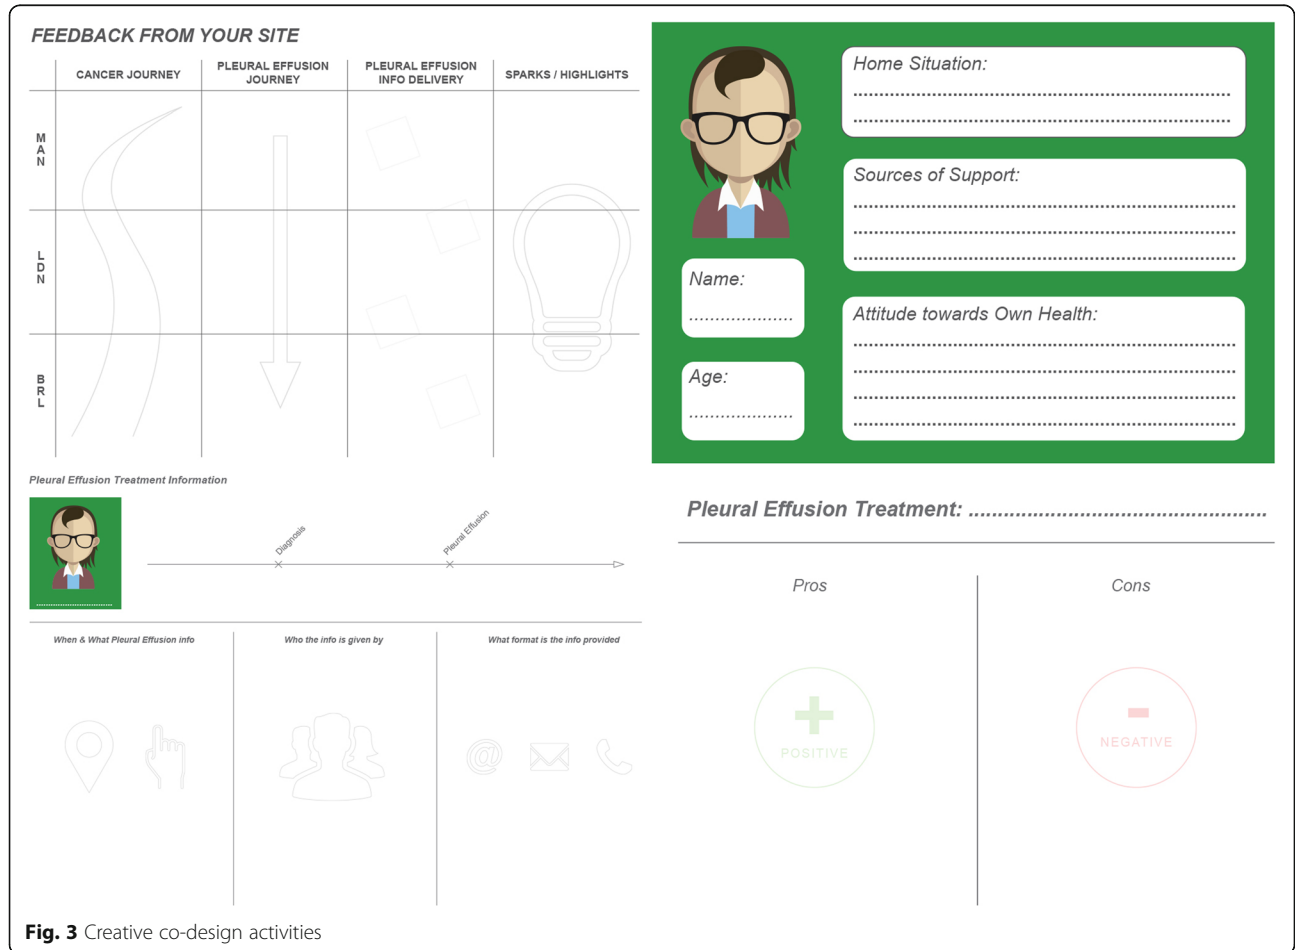 FEEDBACK FROM YOUR SITE
CANCER JOURNEY
PLEURAL EFFUSION
JOURNEY
PLEURAL EFFUSION
INFO DELIVERY
SPARKS / HIGHLIGHTS
MAN
LDN
BRL
Home Situation:
Sources of Support:
Name:
Attitude towards Own Health:
Age:
Pleural Effusion Treatment Information
Diagnosis
Pleural Effusion
When & What Pleural Effusion info
Who the info is given by
What format is the info provided
@
Pleural Effusion Treatment: ................................................
Pros
Cons
POSITIVE
NEGATIVE
Fig. 3 Creative co-design activities